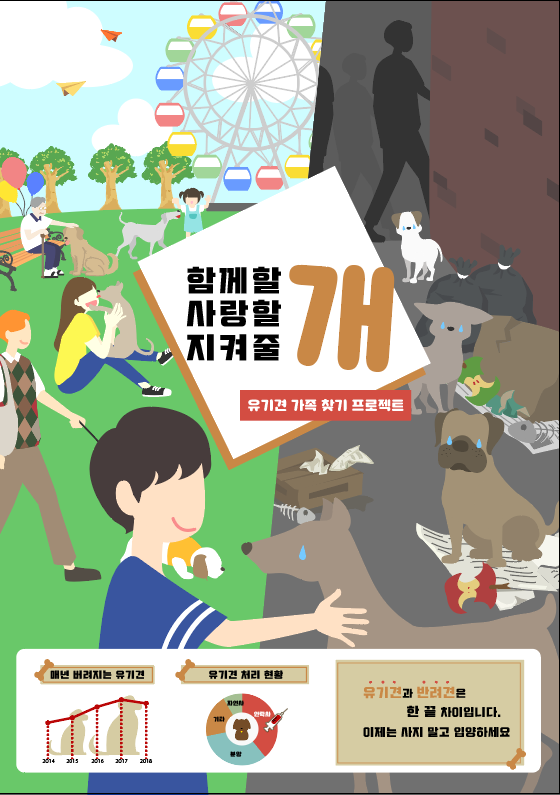 함께할
사랑할
지켜줄
개
유기견 가족 찾기 프로젝트
매년 버려지는 유기견
2014 2015 2016 2017 2018
유기견 처리 현황
자연사
안락사
기타
분양
유기견과 반려견은
한 끝 차이입니다.
이제는 사지 말고 입양하세요